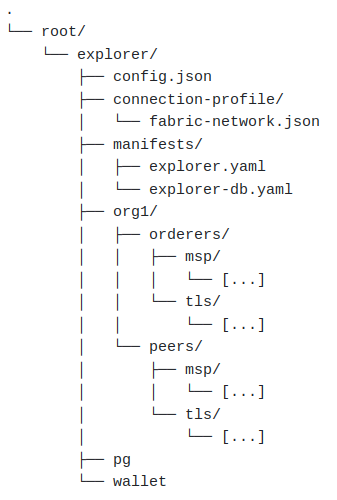 .
└── root/
    └── explorer/
        ├── config.json
        ├── connection-profile/
        │   └── fabric-network.json
        ├── manifests/
        │   ├── explorer.yaml
        │   └── explorer-db.yaml
        ├── org1/
        │   ├── orderers/
        │   │   ├── msp/
        │   │   │   └── [...]
        │   │   └── tls/
        │   │       └── [...]
        │   └── peers/
        │       ├── msp/
        │       │   └── [...]
        │       └── tls/
        │           └── [...]
        ├── pg
        └── wallet